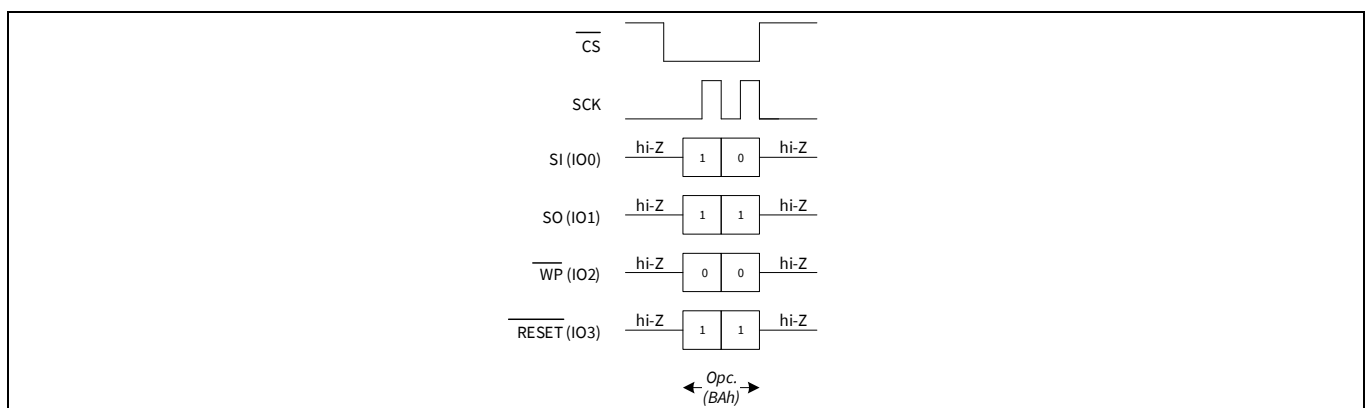 CS
SCK
SI (IO0) hi-Z 1 0 hi-Z
SO (IO1) hi-Z 1 1 hi-Z
WP (IO2) hi-Z 0 0 hi-Z
RESET (IO3) hi-Z 1 1 hi-Z
Opc.
(BAh)